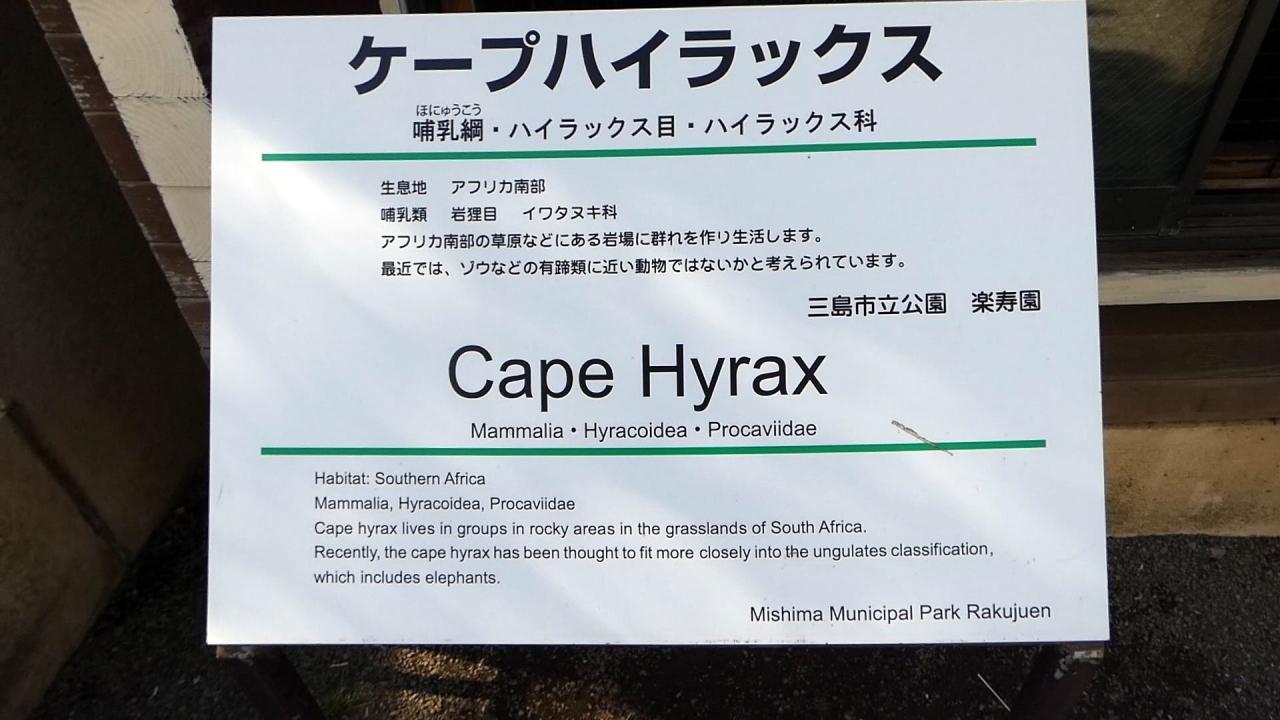 ケープハイラックス
ほにゅうこう
哺乳綱・ハイラックス目・ハイラックス科
生息地 アフリカ南部
哺乳類 岩狸目 イワタヌキ科
アフリカ南部の草原などにある岩場に群れを作り生活します。
最近では、ゾウなどの有蹄類に近い動物ではないかと考えられています。
三島市立公園 楽寿園
Cape Hyrax
Mammalia・Hyracoidea・Procaviidae
Habitat: Southern Africa
Mammalia, Hyracoidea, Procaviidae
Cape hyrax lives in groups in rocky areas in the grasslands of South Africa.
Recently, the cape hyrax has been thought to fit more closely into the ungulates classification,
which includes elephants.
Mishima Municipal Park Rakujuen